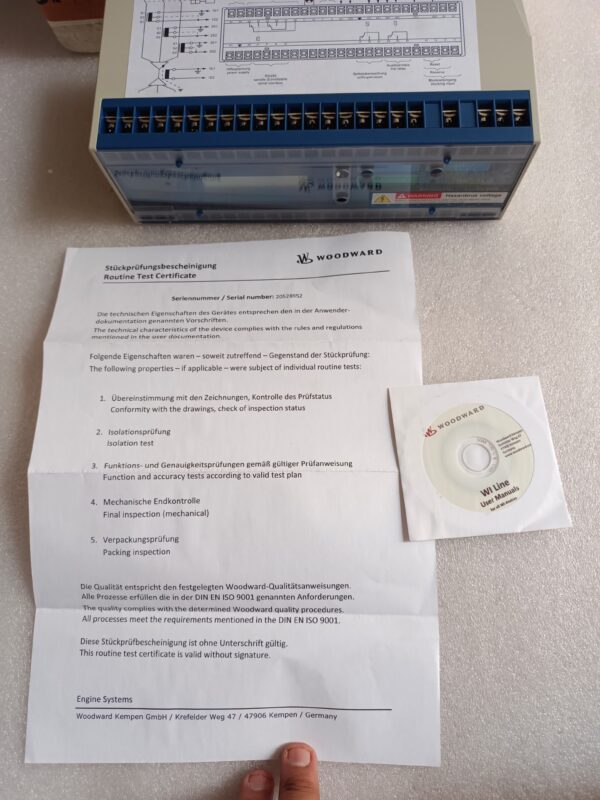 WOODWARD
WARNING Hazardous voltage
WOODWARD
Stückprüfungsbescheinigung
Routine Test Certificate
Seriennummer / Serial number: 20528952
Die technischen Eigenschaften des Gerätes entsprechen den in der Anwender-
dokumentation genannten Vorschriften.
The technical characteristics of the device complies with the rules and regulations
mentioned in the user documentation.
Folgende Eigenschaften waren – soweit zutreffend – Gegenstand der Stückprüfung:
The following properties – if applicable – were subject of individual routine tests:
1. Übereinstimmung mit den Zeichnungen, Kontrolle des Prüfstatus
Conformity with the drawings, check of inspection status
2. Isolationsprüfung
Isolation test
3. Funktions- und Genauigkeitsprüfungen gemäß gültiger Prüfanweisung
Function and accuracy tests according to valid test plan
4. Mechanische Endkontrolle
Final inspection (mechanical)
5. Verpackungsprüfung
Packing inspection
Die Qualität entspricht den festgelegten Woodward-Qualitätsanweisungen.
Alle Prozesse erfüllen die in der DIN EN ISO 9001 genannten Anforderungen.
The quality complies with the determined Woodward quality procedures.
All processes meet the requirements mentioned in the DIN EN ISO 9001.
Diese Stückprüfbescheinigung ist ohne Unterschrift gültig.
This routine test certificate is valid without signature.
Engine Systems
Woodward Kempen GmbH / Krefelder Weg 47 / 47906 Kempen / Germany
WOODWARD
WI Line
User Manuals